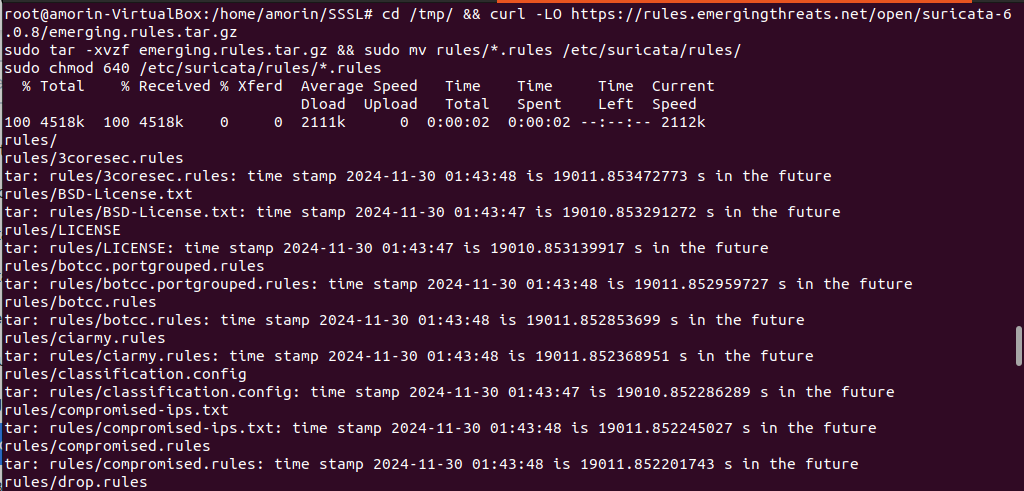 root@amorin-VirtualBox:/home/amorin/SSSL# cd /tmp/ && curl -LO https://rules.emergingthreats.net/open/suricata-6
.0.8/emerging.rules.tar.gz
sudo tar -xvzf emerging.rules.tar.gz && sudo mv rules/*.rules /etc/suricata/rules/
sudo chmod 640 /etc/suricata/rules/*.rules
  % Total    % Received % Xferd  Average Speed   Time    Time     Time  Current
                                 Dload  Upload   Total   Spent    Left  Speed
100 4518k  100 4518k    0     0  2111k      0  0:00:02  0:00:02 --:--:-- 2112k
rules/
rules/3coresec.rules
tar: rules/3coresec.rules: time stamp 2024-11-30 01:43:48 is 19011.853472773 s in the future
rules/BSD-License.txt
tar: rules/BSD-License.txt: time stamp 2024-11-30 01:43:47 is 19010.853291272 s in the future
rules/LICENSE
tar: rules/LICENSE: time stamp 2024-11-30 01:43:47 is 19010.853139917 s in the future
rules/botcc.portgrouped.rules
tar: rules/botcc.portgrouped.rules: time stamp 2024-11-30 01:43:48 is 19011.852959727 s in the future
rules/botcc.rules
tar: rules/botcc.rules: time stamp 2024-11-30 01:43:48 is 19011.852853699 s in the future
rules/ciarmy.rules
tar: rules/ciarmy.rules: time stamp 2024-11-30 01:43:48 is 19011.852368951 s in the future
rules/classification.config
tar: rules/classification.config: time stamp 2024-11-30 01:43:47 is 19010.852286289 s in the future
rules/compromised-ips.txt
tar: rules/compromised-ips.txt: time stamp 2024-11-30 01:43:48 is 19011.852245027 s in the future
rules/compromised.rules
tar: rules/compromised.rules: time stamp 2024-11-30 01:43:48 is 19011.852201743 s in the future
rules/drop.rules